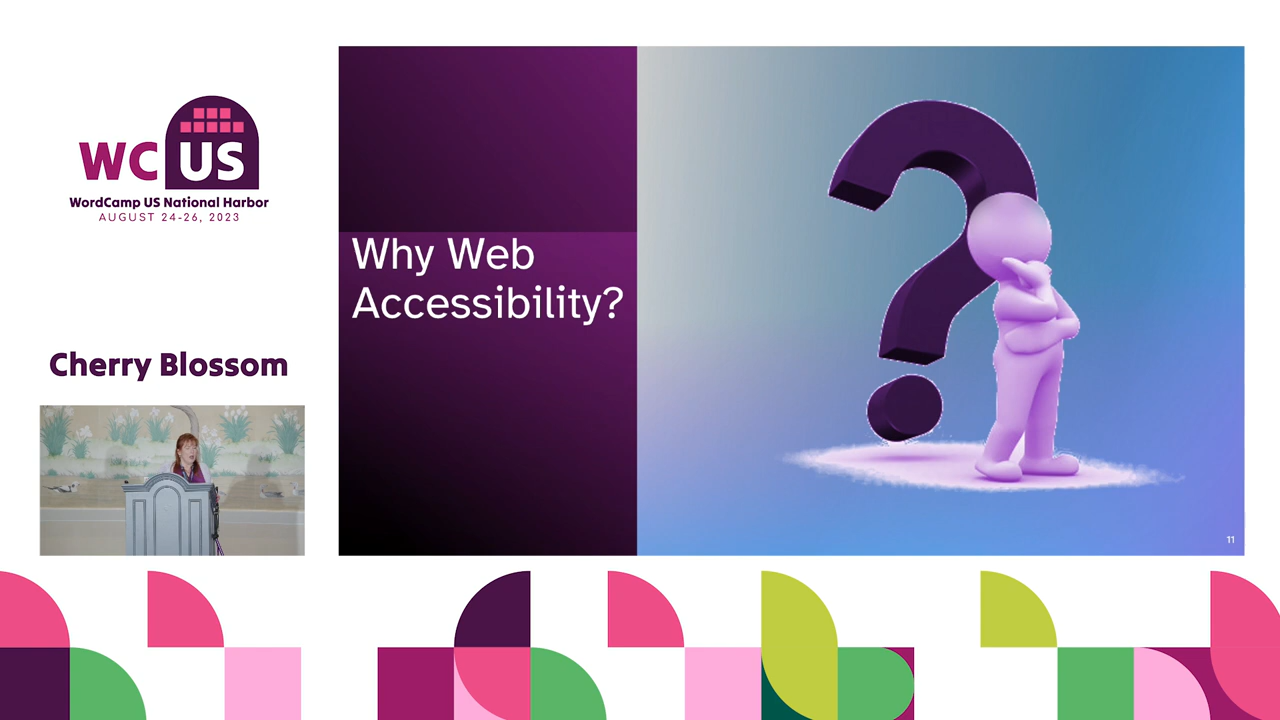 WC US
WordCamp US National Harbor
AUGUST 24-26, 2023
Cherry Blossom
Why Web
Accessibility?
11